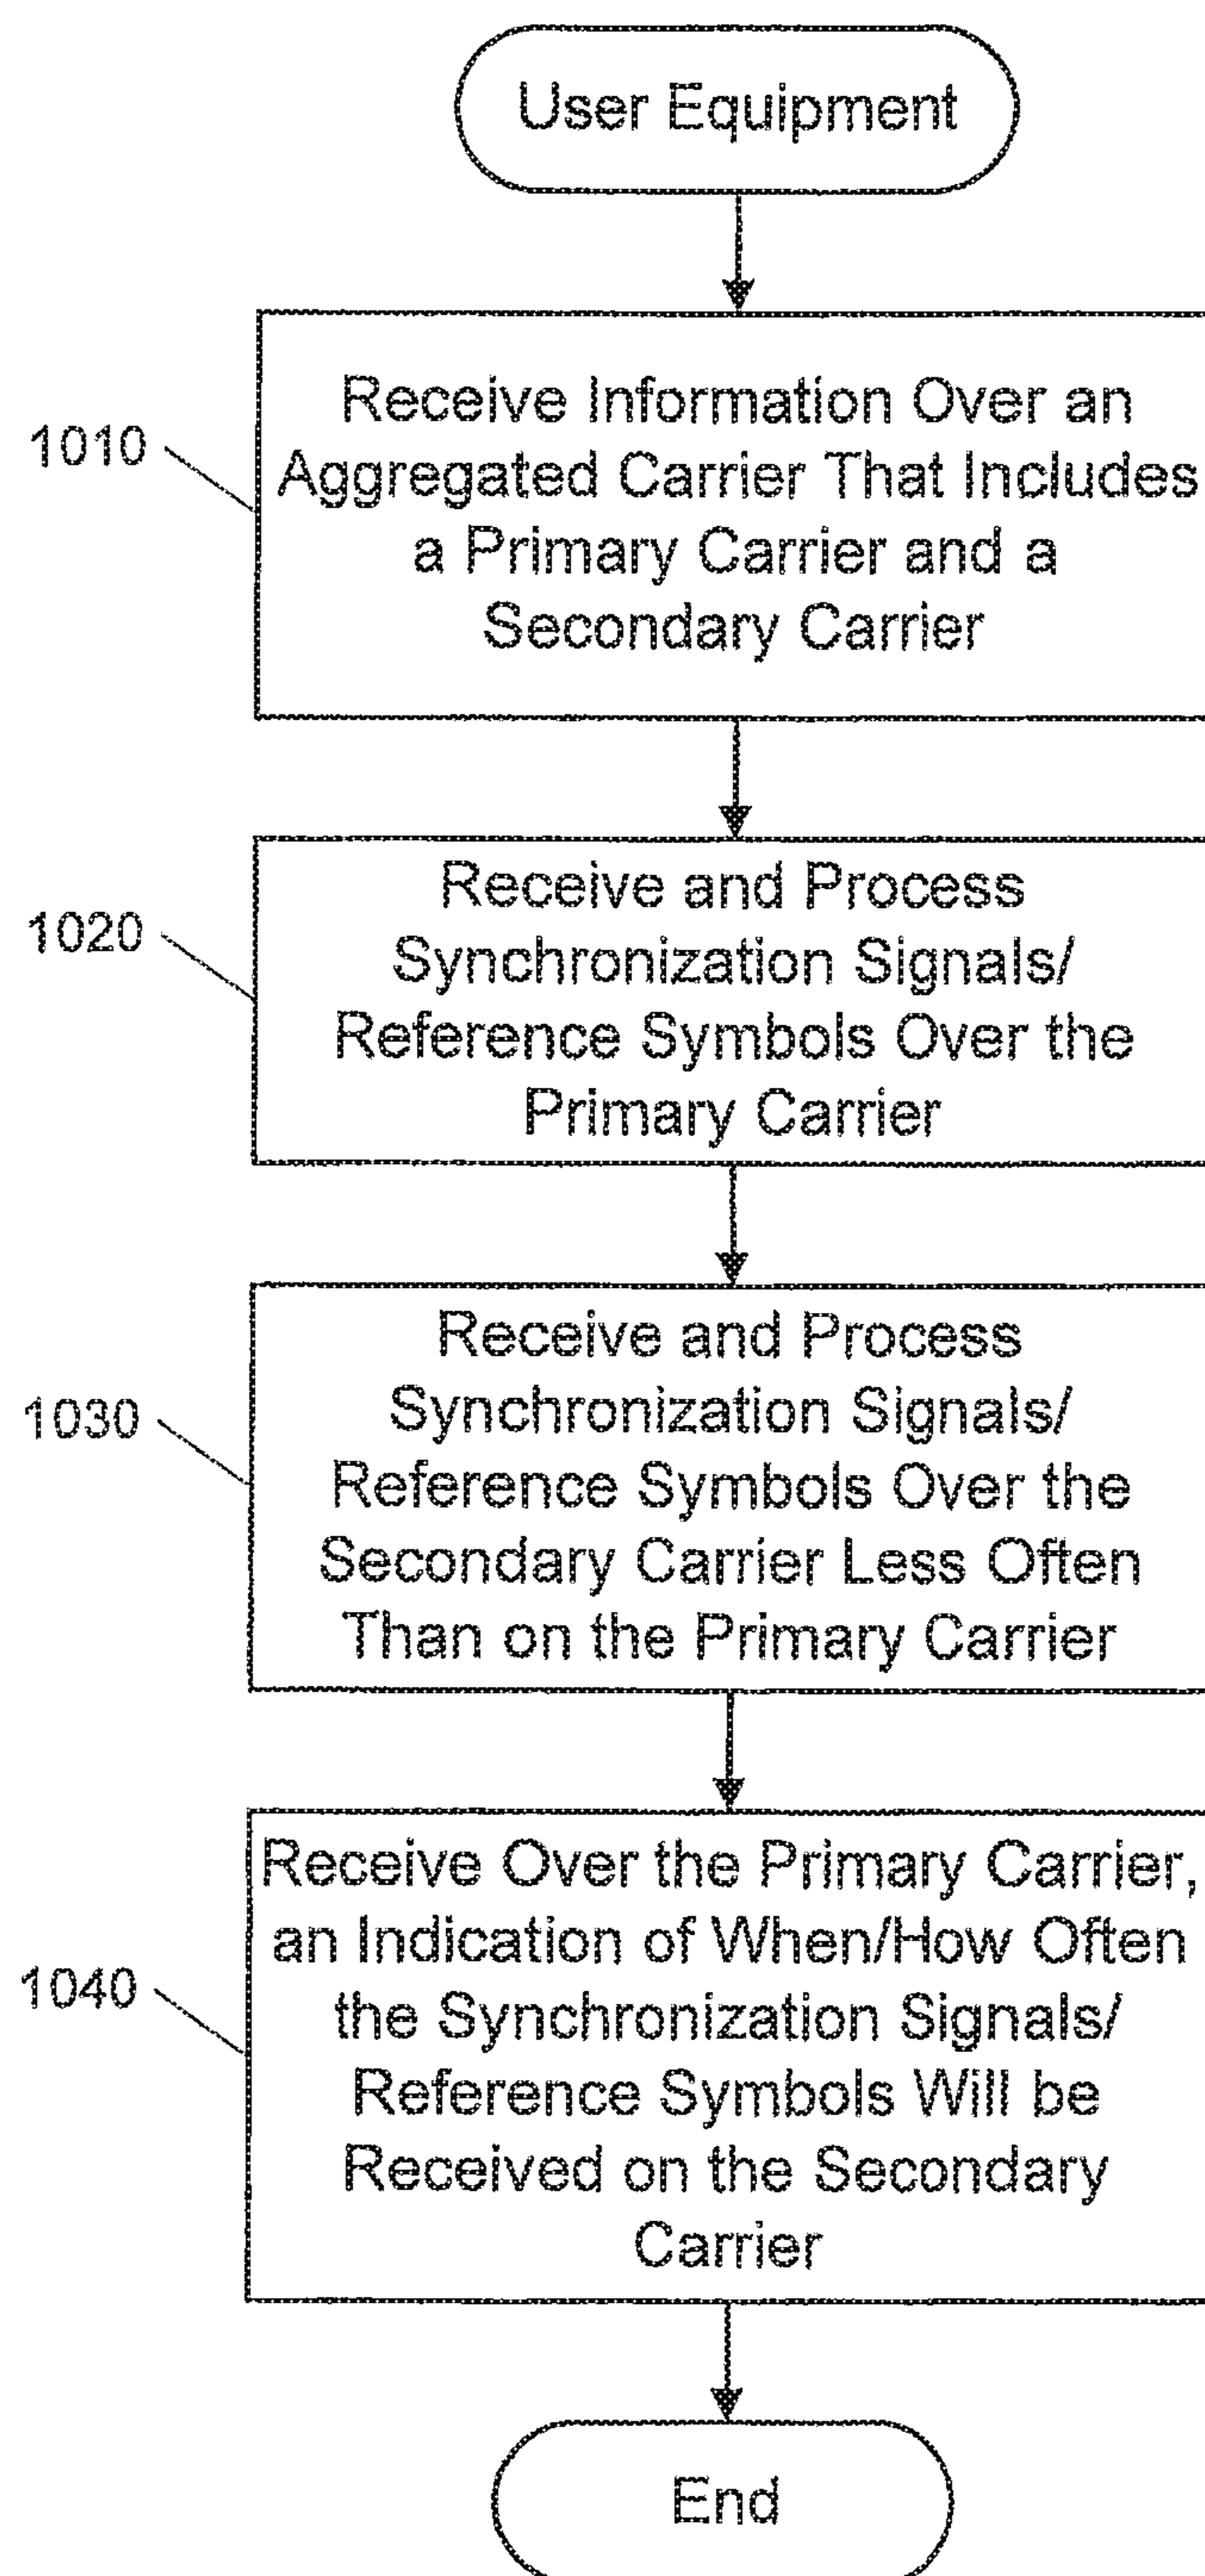 User Equipment
1010
Receive Information Over an
Aggregated Carrier That Includes
a Primary Carrier and a
Secondary Carrier
1020
Receive and Process
Synchronization Signals/
Reference Symbols Over the
Primary Carrier
1030
Receive and Process
Synchronization Signals/
Reference Symbols Over the
Secondary Carrier Less Often
Than on the Primary Carrier
1040
Receive Over the Primary Carrier,
an Indication of When/How Often
the Synchronization Signals/
Reference Symbols Will be
Received on the Secondary
Carrier
End